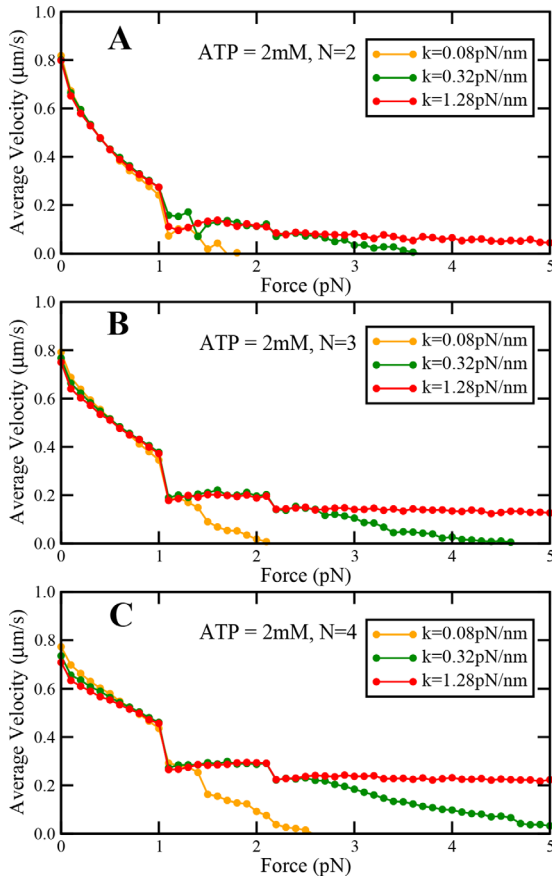 A
ATP = 2mM, N=2
k=0.08pN/nm
k=0.32pN/nm
k=1.28pN/nm
Average Velocity (μm/s)
1.0
0.8
0.6
0.4
0.2
0.0
0 1 2 3 4 5
Force (pN)
B
ATP = 2mM, N=3
k=0.08pN/nm
k=0.32pN/nm
k=1.28pN/nm
Average Velocity (μm/s)
1.0
0.8
0.6
0.4
0.2
0.0
0 1 2 3 4 5
Force (pN)
C
ATP = 2mM, N=4
k=0.08pN/nm
k=0.32pN/nm
k=1.28pN/nm
Average Velocity (μm/s)
1.0
0.8
0.6
0.4
0.2
0.0
0 1 2 3 4 5
Force (pN)